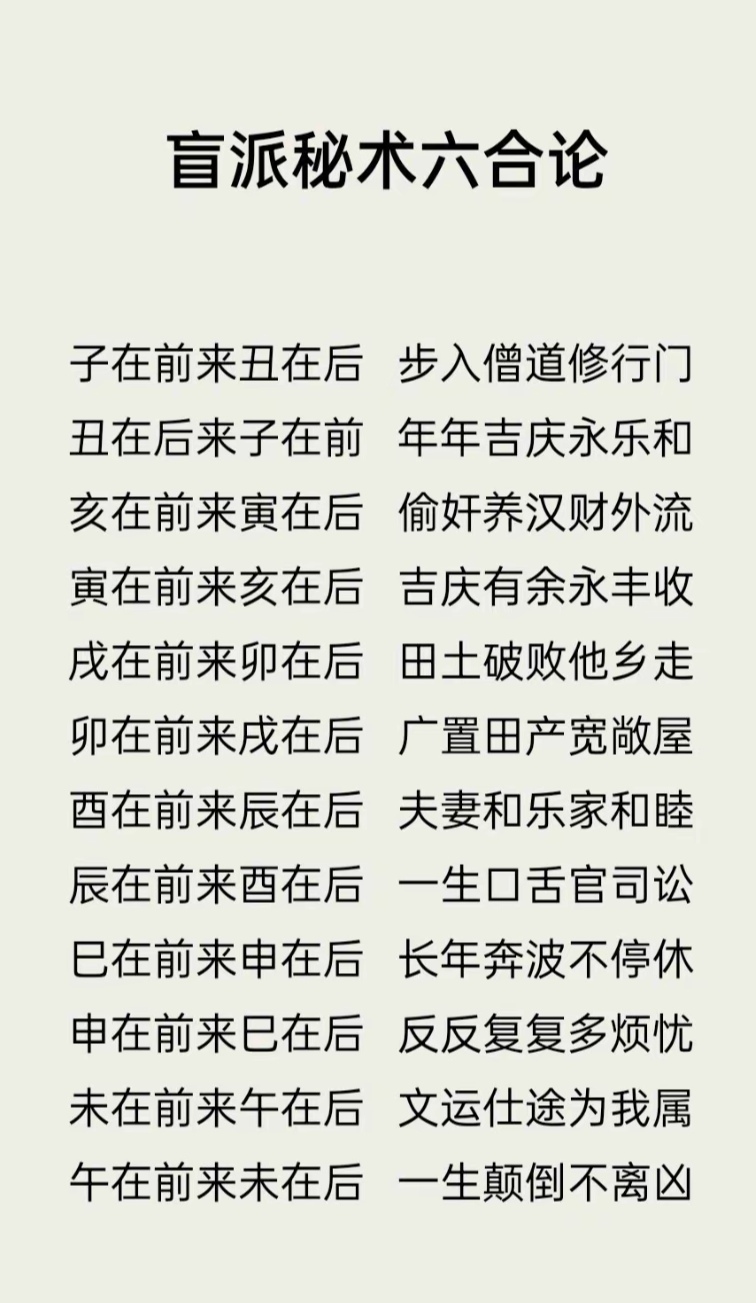 盲派秘术六合论
子在前来丑在后 步入僧道修行门
丑在后来子在前 年年吉庆永乐和
亥在前来寅在后 偷奸养汉财外流
寅在前来亥在后 吉庆有余永丰收
戌在前来卯在后 田土破败他乡走
卯在前来戌在后 广置田产宽敞屋
酉在前来辰在后 夫妻和乐家和睦
辰在前来酉在后 一生口舌官司讼
巳在前来申在后 长年奔波不停休
申在前来巳在后 反反复复多烦忧
未在前来午在后 文运仕途为我属
午在前来未在后 一生颠倒不离凶